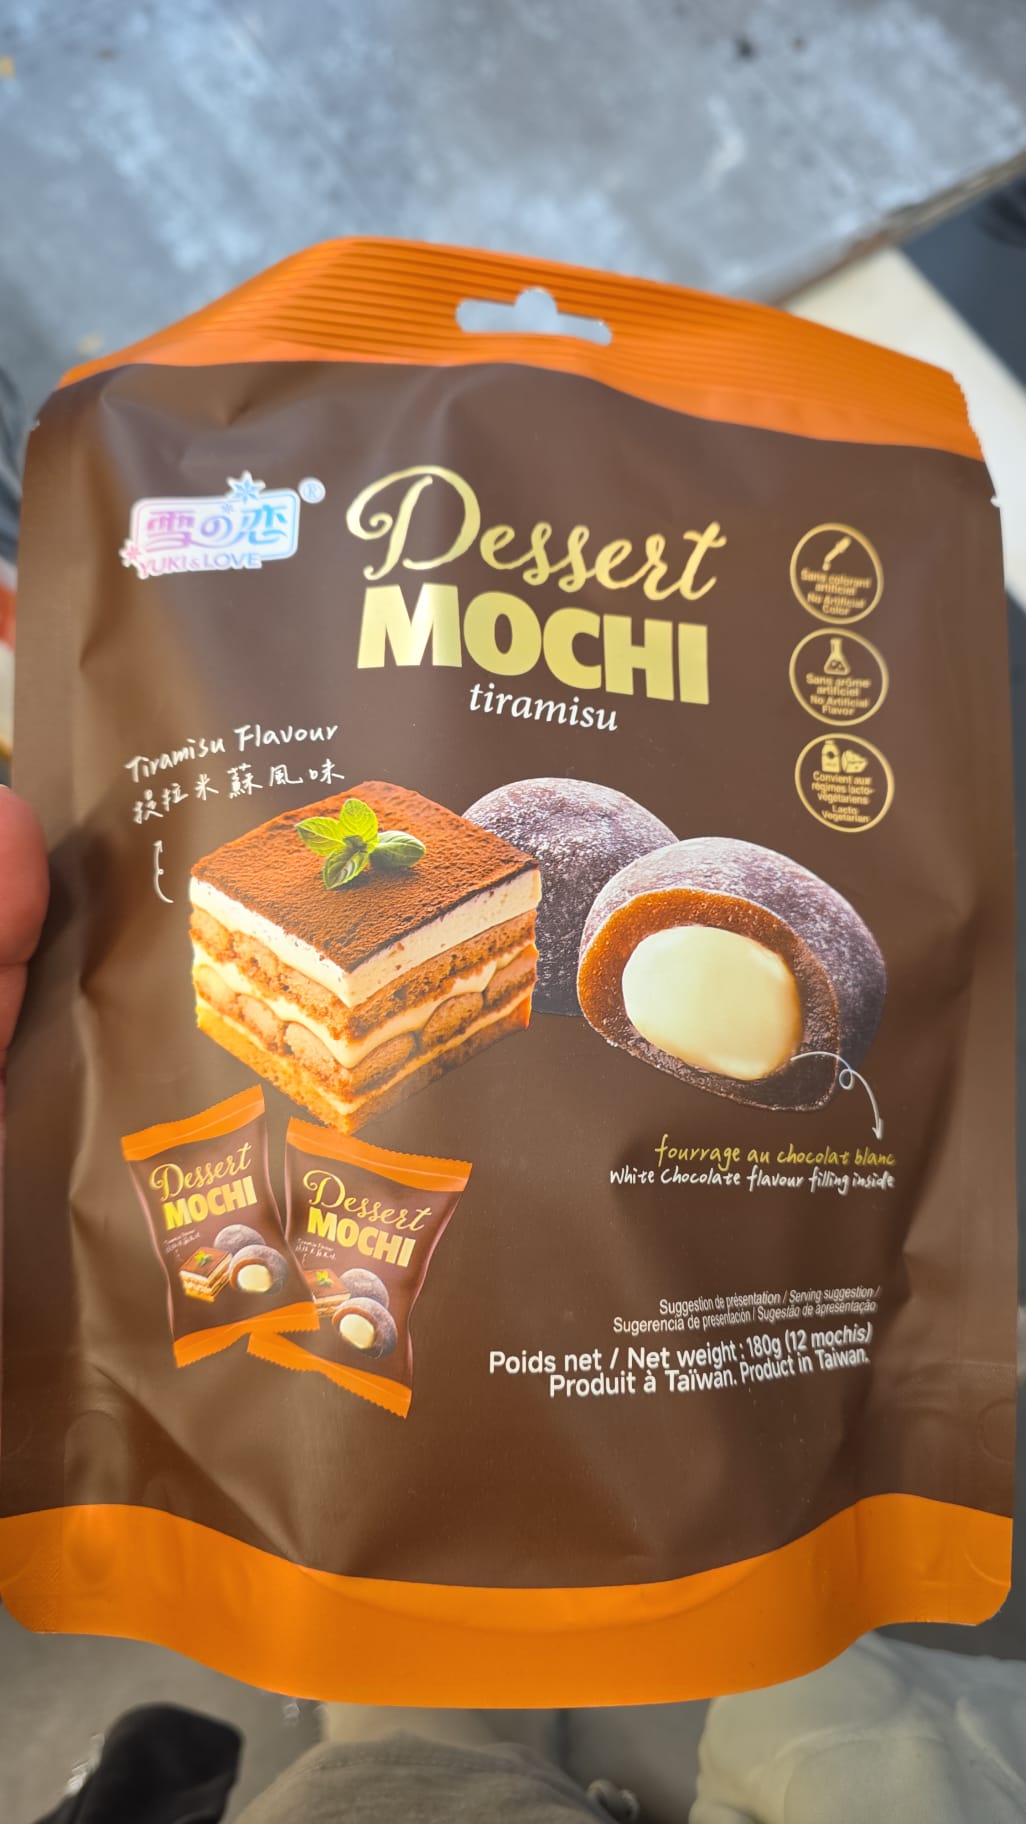 雪の恋®
YUKI & LOVE
Dessert
MOCHI
tiramisu
Sans colorant
artificiel
No Artificial
Color
Sans arôme
artificiel
No Artificial
Flavor
Convient aux
régimes lacto-
végétariens
Lacto
Vegetarian
Tiramisu Flavour
提拉米蘇風味
fourrage au chocolat blanc
White Chocolate flavour filling inside
Dessert
MOCHI
Dessert
MOCHI
Suggestion de présentation / Serving suggestion /
Sugerencia de presentación / Sugestão de apresentação
Poids net / Net weight : 180g (12 mochis)
Produit à Taïwan. Product in Taiwan.